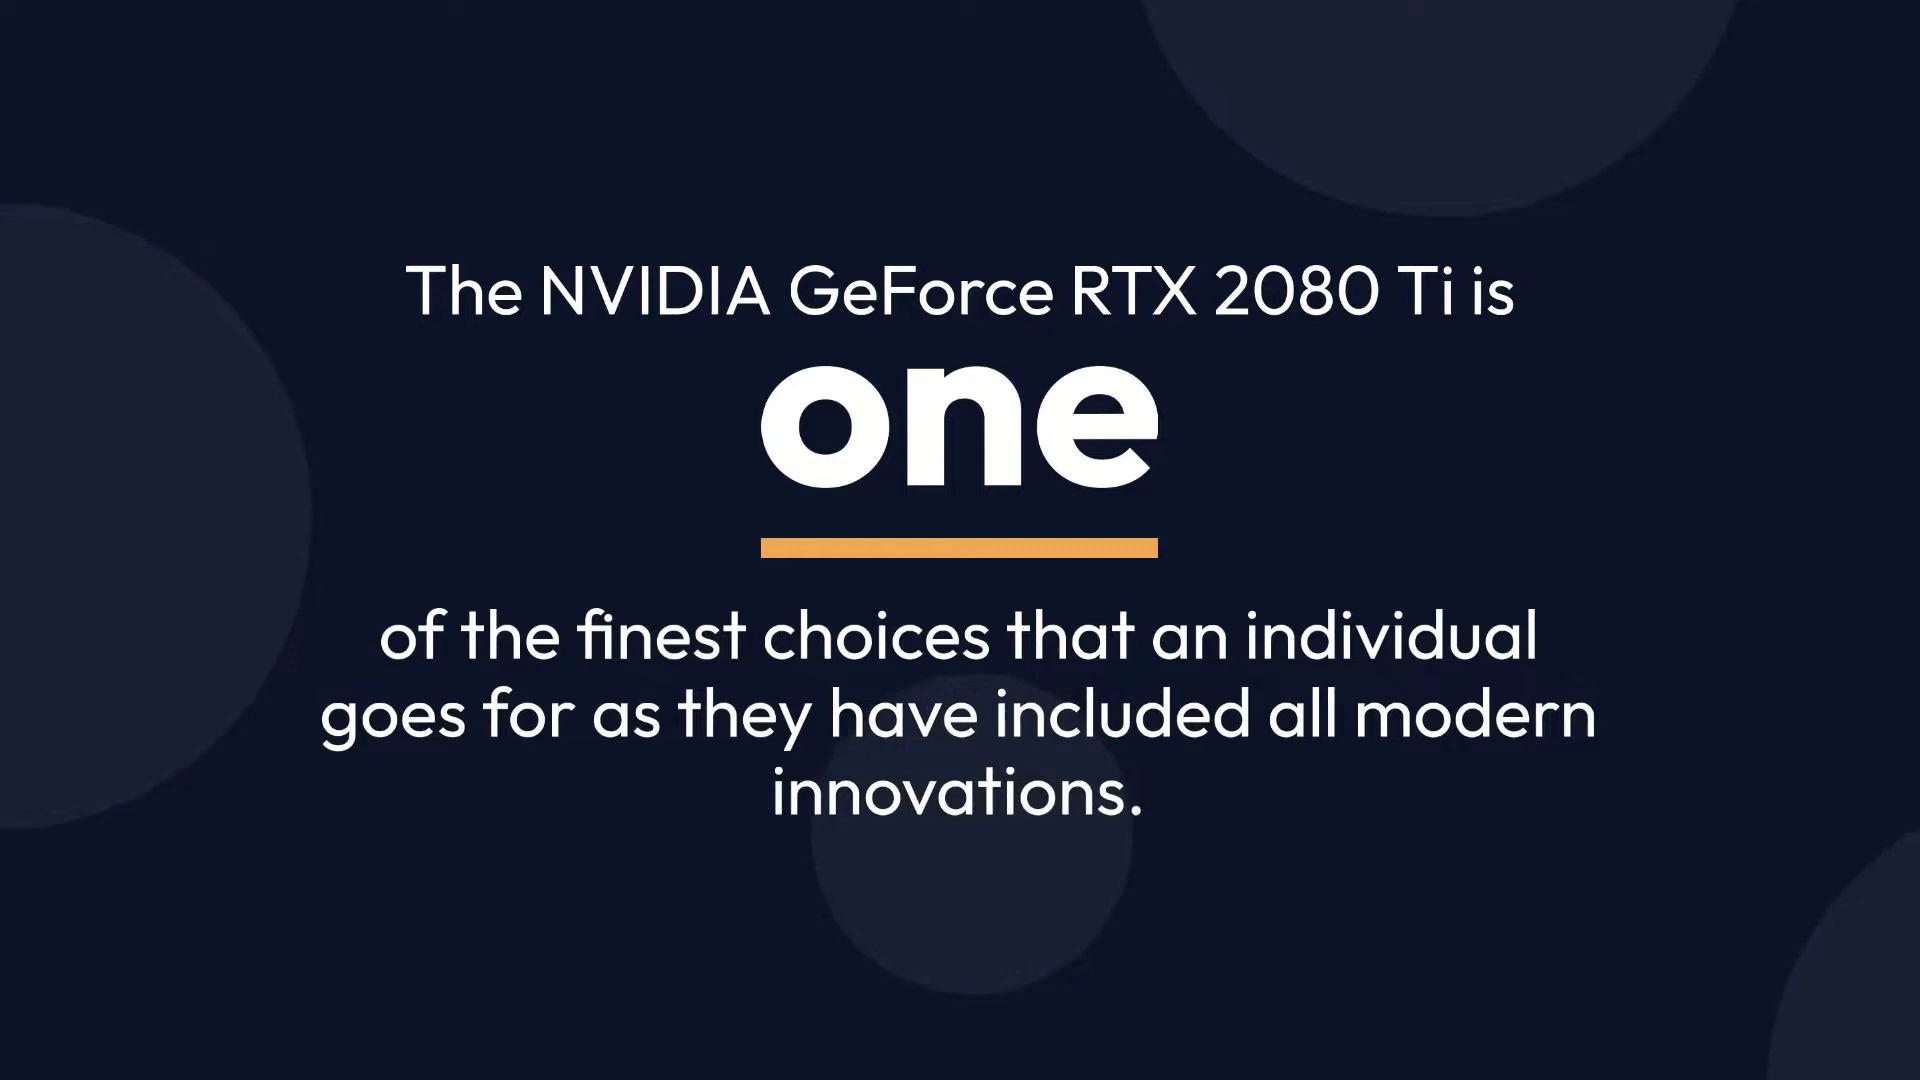 The NVIDIA GeForce RTX 2080 Ti is
one
of the finest choices that an individual
goes for as they have included all modern
innovations.